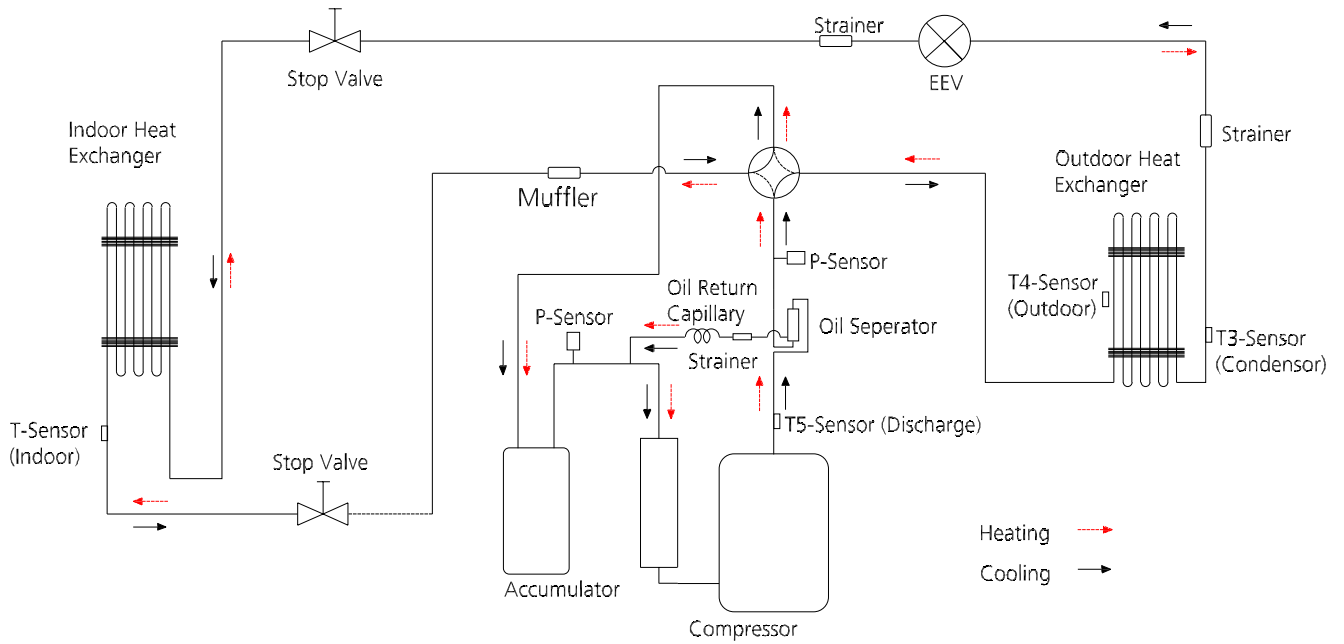 Strainer
Stop Valve
EEV
Indoor Heat
Exchanger
Strainer
Outdoor Heat
Exchanger
Muffler
P-Sensor
T4-Sensor
(Outdoor)
Oil Return
Capillary
P-Sensor
Oil Seperator
Strainer
T3-Sensor
(Condensor)
T5-Sensor (Discharge)
T-Sensor
(Indoor)
Stop Valve
Heating
Cooling
Accumulator
Compressor